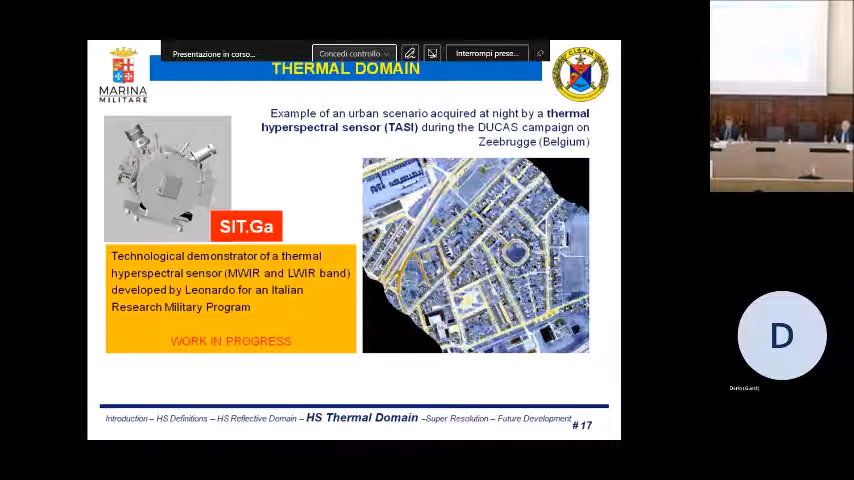 Presentazione in corso...
Concedi controllo
Interrompi prese...
THERMAL DOMAIN
MARINA
MILITARE
C.I.S.A.M.
Example of an urban scenario acquired at night by a thermal
hyperspectral sensor (TASI) during the DUCAS campaign on
Zeebrugge (Belgium)
SIT.Ga
Technological demonstrator of a thermal
hyperspectral sensor (MWIR and LWIR band)
developed by Leonardo for an Italian
Research Military Program
WORK IN PROGRESS
Introduction – HS Definitions – HS Reflective Domain – HS Thermal Domain –Super Resolution – Future Development
# 17
D
Dario (Guest)